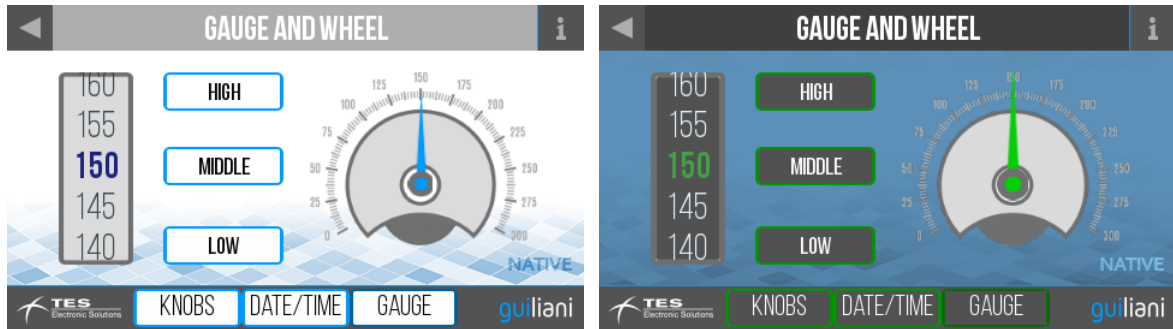 GAUGE AND WHEEL
i
160
155
150
145
140
HIGH
MIDDLE
LOW
0
25
50
75
100
125
150
175
200
225
250
275
300
NATIVE
TES
Electronic Solutions
KNOBS
DATE/TIME
GAUGE
guiliani
GAUGE AND WHEEL
i
160
155
150
145
140
HIGH
MIDDLE
LOW
0
25
50
75
100
125
150
175
200
225
250
275
300
NATIVE
TES
Electronic Solutions
KNOBS
DATE/TIME
GAUGE
guiliani